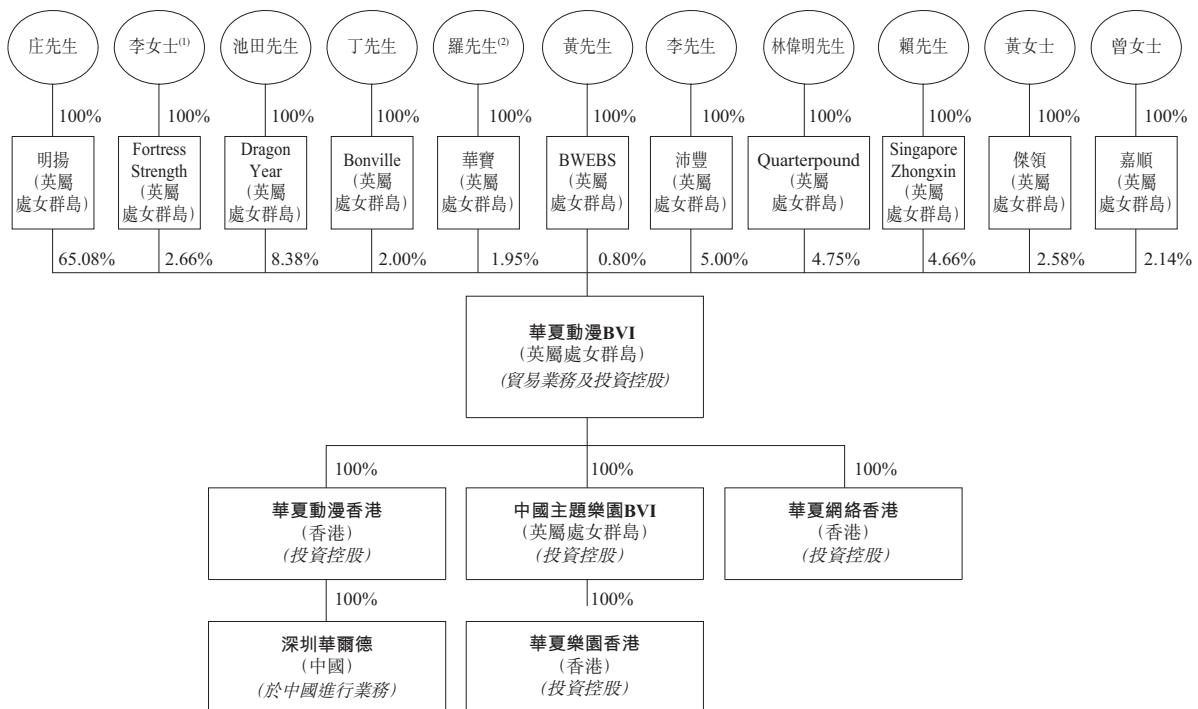 庄先生
李女士(1)
池田先生
丁先生
羅先生(2)
黃先生
李先生
林偉明先生
賴先生
黃女士
曾女士
100%
100%
100%
100%
100%
100%
100%
100%
100%
100%
100%
明揚
(英屬
處女群島)
Fortress
Strength
(英屬
處女群島)
Dragon
Year
(英屬
處女群島)
Bonville
(英屬
處女群島)
華寶
(英屬
處女群島)
BWEBS
(英屬
處女群島)
沛豐
(英屬
處女群島)
Quarterpound
(英屬
處女群島)
Singapore
Zhongxin
(英屬
處女群島)
傑領
(英屬
處女群島)
嘉順
(英屬
處女群島)
65.08%
2.66%
8.38%
2.00%
1.95%
0.80%
5.00%
4.75%
4.66%
2.58%
2.14%
華夏動漫BVI
(英屬處女群島)
(貿易業務及投資控股)
100%
100%
100%
華夏動漫香港
(香港)
(投資控股)
中國主題樂園BVI
(英屬處女群島)
(投資控股)
華夏網絡香港
(香港)
(投資控股)
100%
100%
深圳華爾德
(中國)
(於中國進行業務)
華夏樂園香港
(香港)
(投資控股)